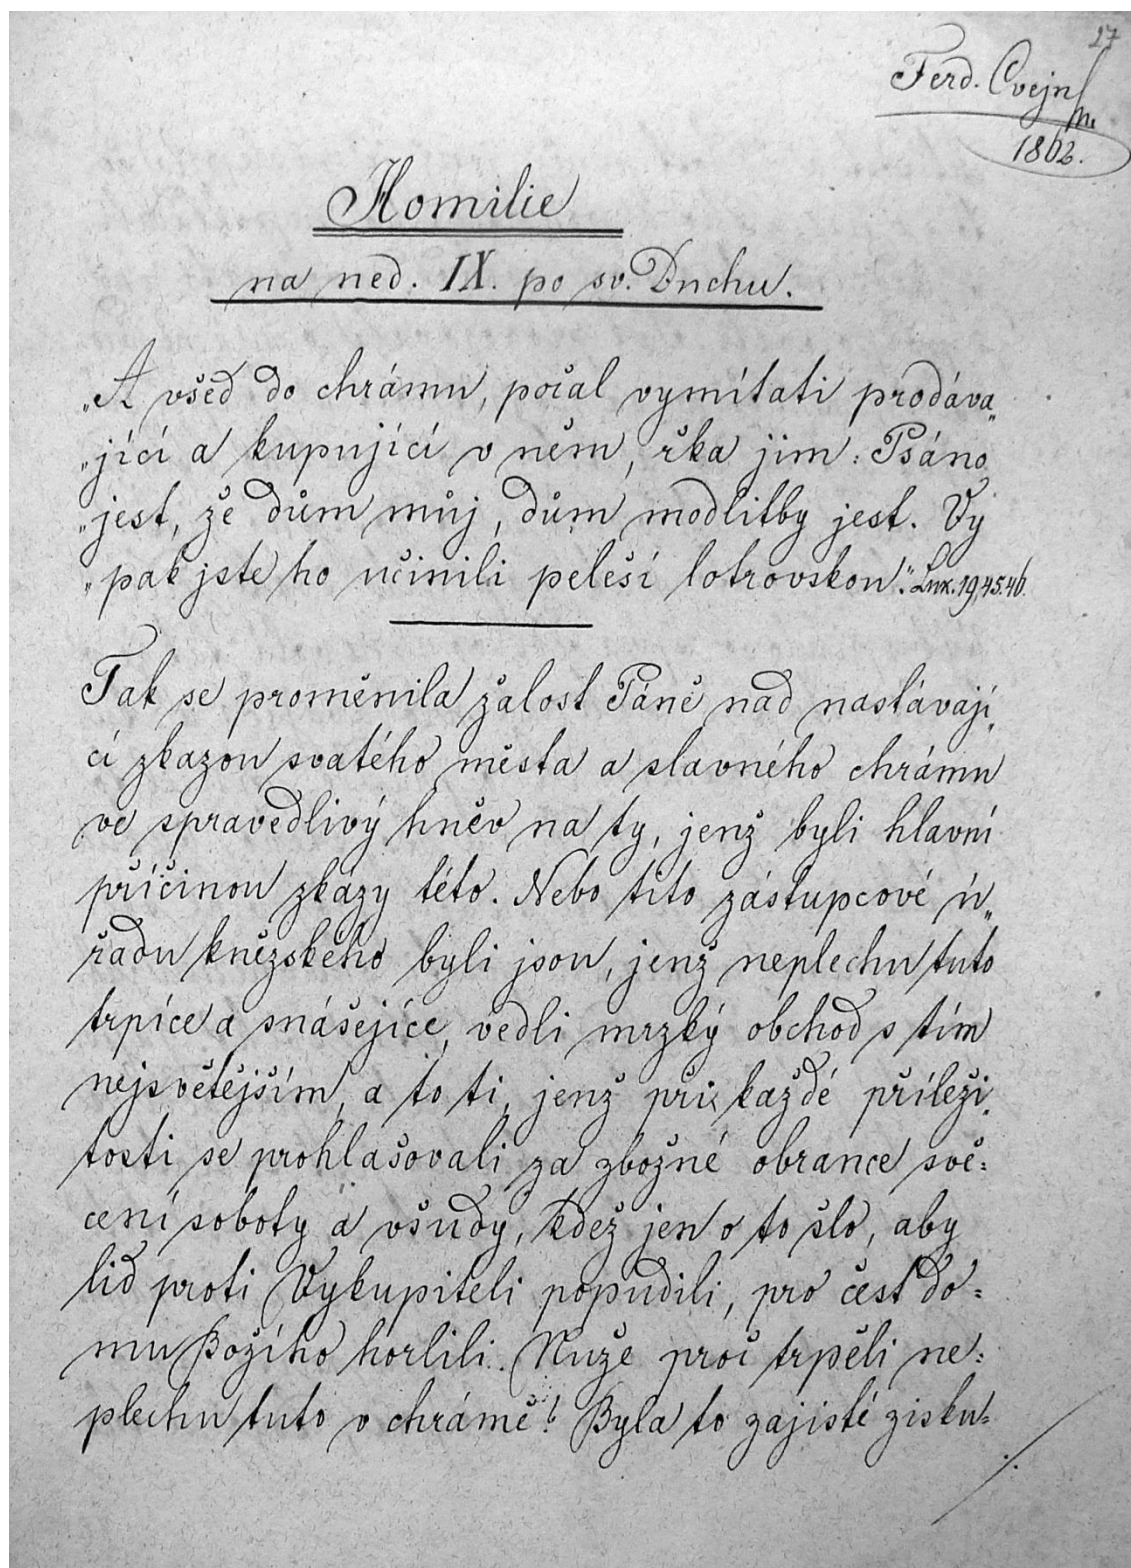 27
Ferd. Cvejn
1862.
Homilie
na ned. IX. po sv. Duchu.
„A všed do chrámu, počal vymítati prodáva„
„jící a kupující v něm, řka jim: Psáno
„jest, že dům můj, dům modlitby jest. Vy
„pak jste ho učinili peleší lotrovskou“. Luk. 19,45.46.
Tak se proměnila žalost Páně nad nastávají„
cí zkazou svatého města a slavného chrámu
ve spravedlivý hněv na ty, jenž byli hlavní
příčinou zkázy této. Nebo tito zástupcové ú„
řadu kněžského byli jsou, jenž neplechu tuto
trpíce a snášejíce, vedli mrzký obchod s tím
nejsvětějším, a to ti, jenž při každé příleži„
tosti se prohlašovali za zbožné obrance svě:
cení soboty a všudy, kdež jen o to šlo, aby
lid proti Vykupiteli popudili, pro čest do:
mu Božího horlili. Nuže proč trpěli ne:
plechu tuto v chrámě? Byla to zajisté zisku:
./.